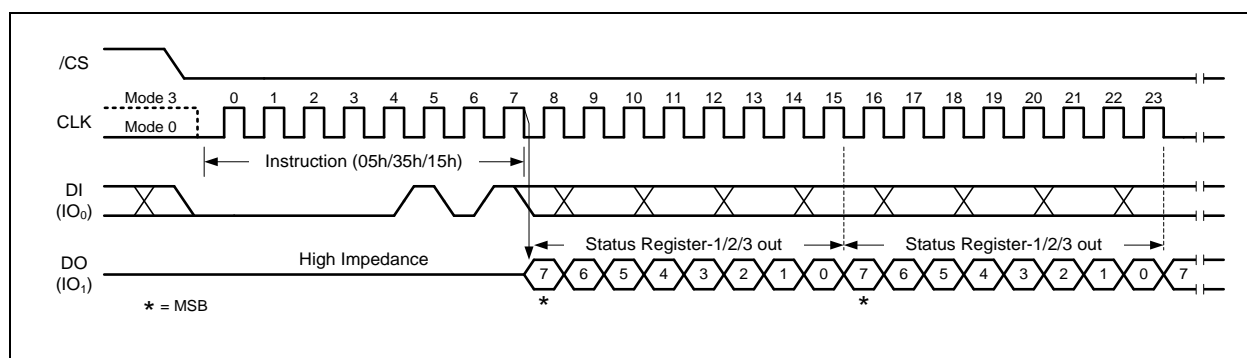 /CS
Mode 3 0 1 2 3 4 5 6 7 8 9 10 11 12 13 14 15 16 17 18 19 20 21 22 23
CLK
Mode 0
Instruction (05h/35h/15h)
DI
(IO₀)
Status Register-1/2/3 out Status Register-1/2/3 out
High Impedance
DO
(IO₁)
7 6 5 4 3 2 1 0 7 6 5 4 3 2 1 0 7
* *
* = MSB